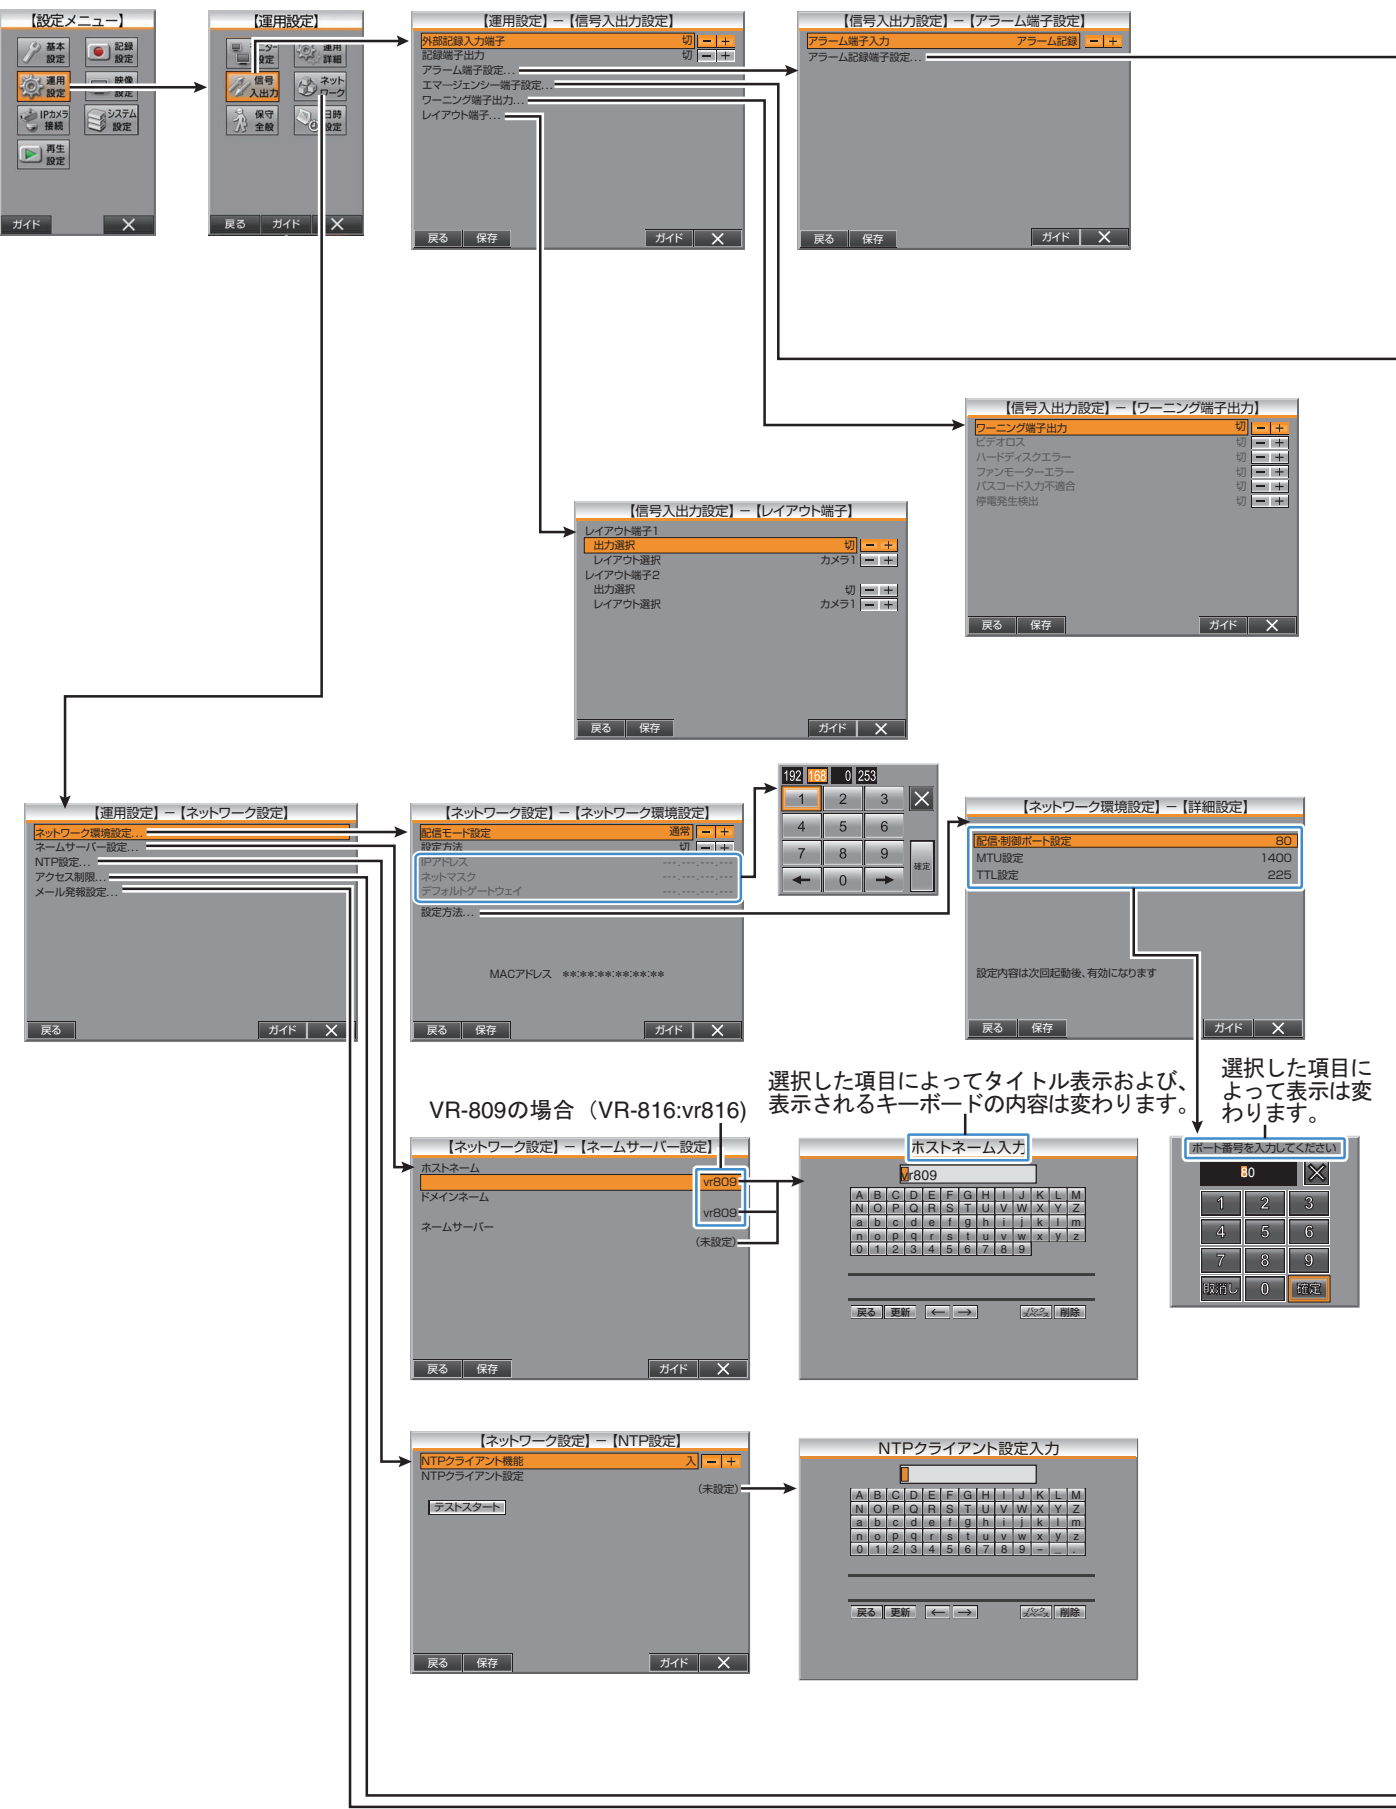 【設定メニュー】
基本
設定
記録
設定
運用
設定
映像
設定
IPカメラ
接続
システム
設定
再生
設定
ガイド
【運用設定】
モニター
設定
運用
詳細
信号
入出力
ネット
ワーク
保守
全般
日時
設定
戻る ガイド
【運用設定】－【信号入出力設定】
外部記録入力端子 切 － ＋
記録端子出力 切 － ＋
アラーム端子設定...
エマージェンシー端子設定...
ワーニング端子出力...
レイアウト端子...
戻る 保存 ガイド
【信号入出力設定】－【アラーム端子設定】
アラーム端子入力 アラーム記録 － ＋
アラーム記録端子設定...
戻る 保存 ガイド
【信号入出力設定】－【ワーニング端子出力】
ワーニング端子出力 切 － ＋
ビデオロス 切 － ＋
ハードディスクエラー 切 － ＋
ファンモーターエラー 切 － ＋
パスコード入力不適合 切 － ＋
停電発生検出 切 － ＋
戻る 保存 ガイド
【信号入出力設定】－【レイアウト端子】
レイアウト端子1
出力選択 切 － ＋
レイアウト選択 カメラ1 － ＋
レイアウト端子2
出力選択 切 － ＋
レイアウト選択 カメラ1 － ＋
戻る 保存 ガイド
【運用設定】－【ネットワーク設定】
ネットワーク環境設定...
ネームサーバー設定...
NTP設定...
アクセス制限...
メール発報設定...
戻る ガイド
【ネットワーク設定】－【ネットワーク環境設定】
配信モード設定 通常 － ＋
設定方法 切 － ＋
IPアドレス ---.---.---.---
ネットマスク ---.---.---.---
デフォルトゲートウェイ ---.---.---.---
設定方法...
MACアドレス **:**:**:**:**:**
戻る 保存 ガイド
192 168 0 253
1 2 3
4 5 6
7 8 9 確定
← 0 →
【ネットワーク環境設定】－【詳細設定】
配信・制御ポート設定 80
MTU設定 1400
TTL設定 225
設定内容は次回起動後、有効になります
戻る 保存 ガイド
選択した項目に
よって表示は変
わります。
ポート番号を入力してください
80
1 2 3
4 5 6
7 8 9
取消し 0 確定
VR-809の場合（VR-816:vr816)
【ネットワーク設定】－【ネームサーバー設定】
ホストネーム
vr809
ドメインネーム
vr809
ネームサーバー
（未設定）
戻る 保存 ガイド
選択した項目によってタイトル表示および、
表示されるキーボードの内容は変わります。
ホストネーム入力
vr809
A B C D E F G H I J K L M
N O P Q R S T U V W X Y Z
a b c d e f g h i j k l m
n o p q r s t u v w x y z
0 1 2 3 4 5 6 7 8 9
戻る 更新 ← → バックスペース 削除
【ネットワーク設定】－【NTP設定】
NTPクライアント機能 入 － ＋
NTPクライアント設定
（未設定）
テストスタート
戻る 保存 ガイド
NTPクライアント設定入力
A B C D E F G H I J K L M
N O P Q R S T U V W X Y Z
a b c d e f g h i j k l m
n o p q r s t u v w x y z
0 1 2 3 4 5 6 7 8 9 - _ .
戻る 更新 ← → バックスペース 削除